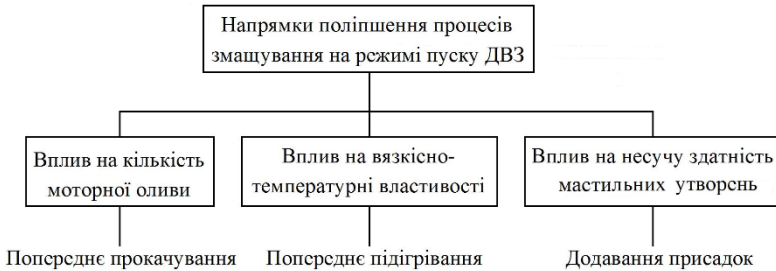 Напрямки поліпшення процесів
змащування на режимі пуску ДВЗ
Вплив на кількість
моторної оливи
Вплив на вязкісно-
температурні властивості
Вплив на несучу здатність
мастильних утворень
Попереднє прокачування
Попереднє підігрівання
Додавання присадок